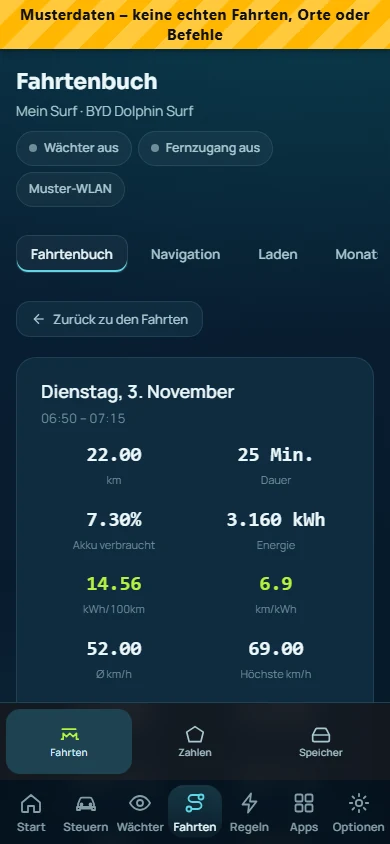 Musterdaten – keine echten Fahrten, Orte oder
Befehle
Fahrtenbuch
Mein Surf · BYD Dolphin Surf
Wächter aus
Fernzugang aus
Muster-WLAN
Fahrtenbuch Navigation Laden Monats
← Zurück zu den Fahrten
Dienstag, 3. November
06:50 – 07:15
22.00 25 Min.
km Dauer
7.30% 3.160 kWh
Akku verbraucht Energie
14.56 6.9
kWh/100km km/kWh
52.00 69.00
Ø km/h Höchste km/h
Fahrten Zahlen Speicher
Start Steuern Wächter Fahrten Regeln Apps Optionen